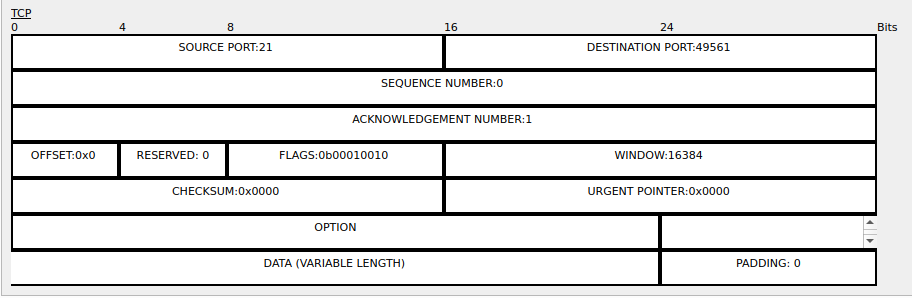 TCP
0 4 8 16 24 Bits
SOURCE PORT:21 DESTINATION PORT:49561
SEQUENCE NUMBER:0
ACKNOWLEDGEMENT NUMBER:1
OFFSET:0x0 RESERVED: 0 FLAGS:0b00010010 WINDOW:16384
CHECKSUM:0x0000 URGENT POINTER:0x0000
OPTION
DATA (VARIABLE LENGTH) PADDING: 0